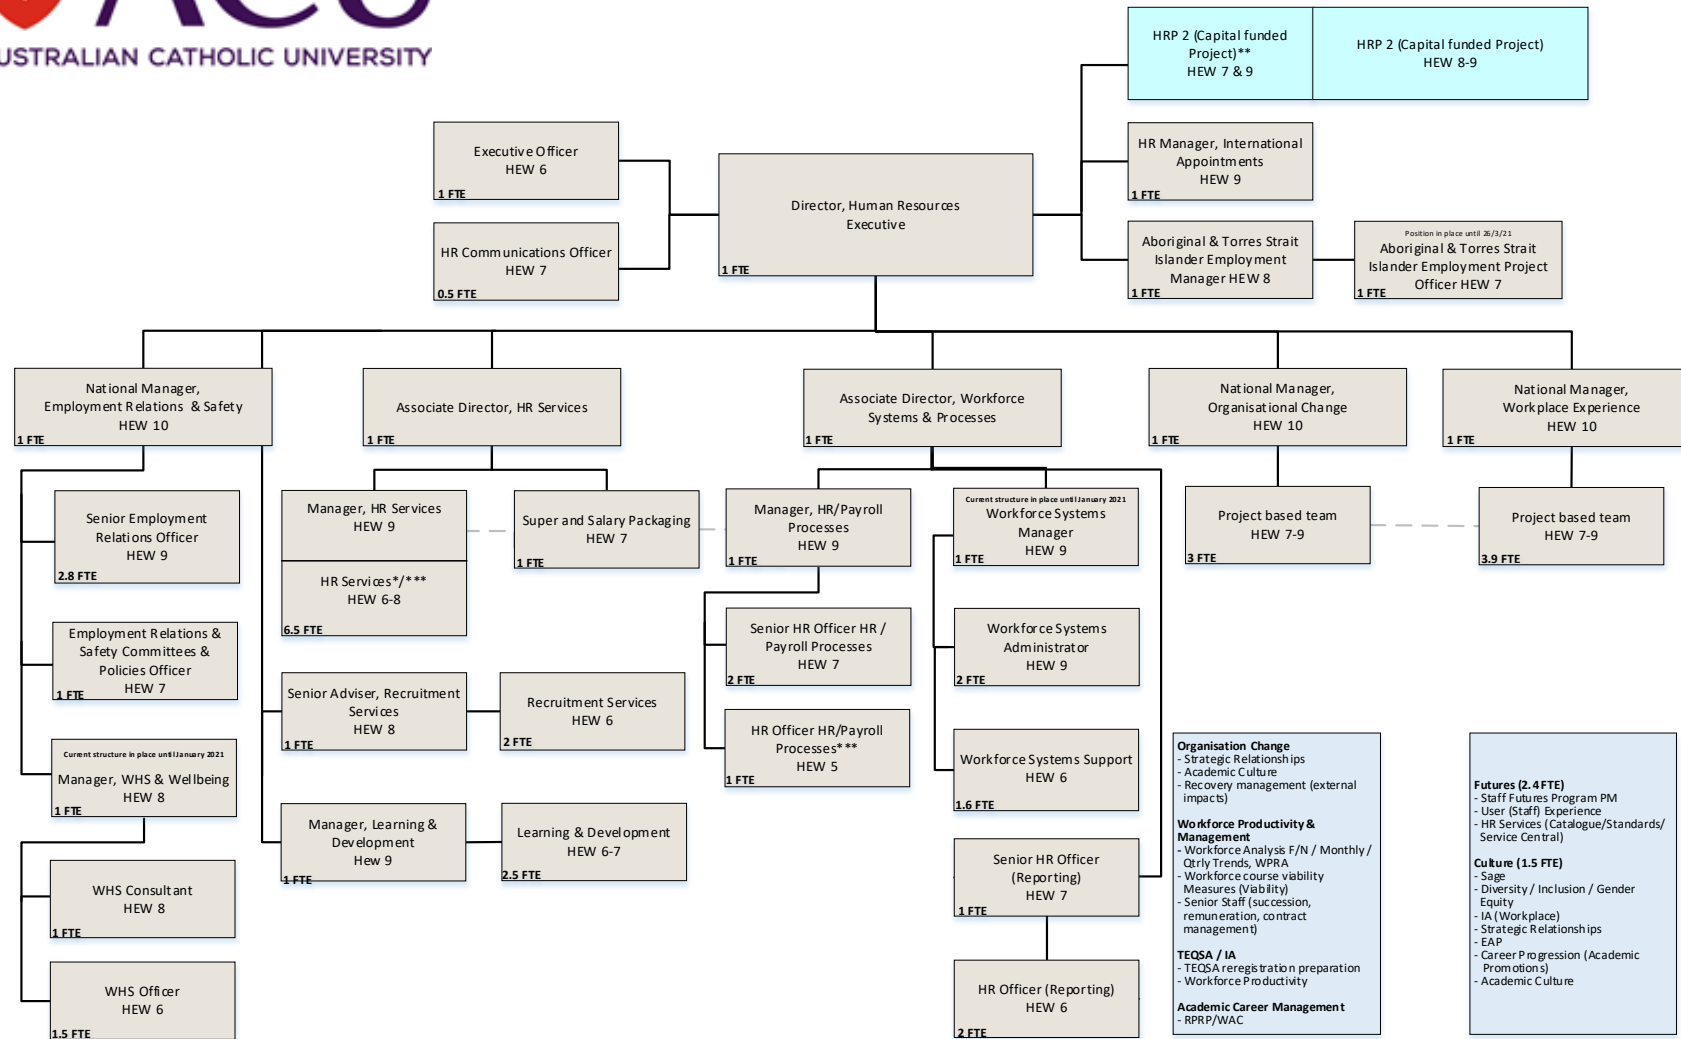 ACU
AUSTRALIAN CATHOLIC UNIVERSITY
HRP 2 (Capital funded
Project)**
HEW 7 & 9
HRP 2 (Capital funded Project)
HEW 8-9
Executive Officer
HEW 6
1 FTE
HR Communications Officer
HEW 7
0.5 FTE
Director, Human Resources
Executive
1 FTE
HR Manager, International
Appointments
HEW 9
1 FTE
Aboriginal & Torres Strait
Islander Employment
Manager HEW 8
1 FTE
Position in place until 26/3/21
Aboriginal & Torres Strait
Islander Employment Project
Officer HEW 7
1 FTE
National Manager,
Employment Relations & Safety
HEW 10
1 FTE
Associate Director, HR Services
1 FTE
Associate Director, Workforce
Systems & Processes
1 FTE
National Manager,
Organisational Change
HEW 10
1 FTE
National Manager,
Workplace Experience
HEW 10
1 FTE
Senior Employment
Relations Officer
HEW 9
2.8 FTE
Employment Relations &
Safety Committees &
Policies Officer
HEW 7
1 FTE
Current structure in place until January 2021
Manager, WHS & Wellbeing
HEW 8
1 FTE
WHS Consultant
HEW 8
1 FTE
WHS Officer
HEW 6
1.5 FTE
Manager, HR Services
HEW 9
HR Services*/***
HEW 6-8
6.5 FTE
Super and Salary Packaging
HEW 7
1 FTE
Senior Adviser, Recruitment
Services
HEW 8
1 FTE
Recruitment Services
HEW 6
2 FTE
Manager, Learning &
Development
Hew 9
1 FTE
Learning & Development
HEW 6-7
2.5 FTE
Manager, HR/Payroll
Processes
HEW 9
1 FTE
Senior HR Officer HR /
Payroll Processes
HEW 7
2 FTE
HR Officer HR/Payroll
Processes***
HEW 5
1 FTE
Current structure in place until January 2021
Workforce Systems
Manager
HEW 9
1 FTE
Workforce Systems
Administrator
HEW 9
2 FTE
Workforce Systems Support
HEW 6
1.6 FTE
Senior HR Officer
(Reporting)
HEW 7
1 FTE
HR Officer (Reporting)
HEW 6
2 FTE
Project based team
HEW 7-9
3 FTE
Project based team
HEW 7-9
3.9 FTE
Organisation Change
- Strategic Relationships
- Academic Culture
- Recovery management (external
impacts)
Workforce Productivity &
Management
- Workforce Analysis F/N / Monthly /
Qtrly Trends, WPRA
- Workforce course viability
Measures (Viability)
- Senior Staff (succession,
remuneration, contract
management)
TEQSA / IA
- TEQSA reregistration preparation
- Workforce Productivity
Academic Career Management
- RPRP/WAC
Futures (2.4 FTE)
- Staff Futures Program PM
- User (Staff) Experience
- HR Services (Catalogue/Standards/
Service Central)
Culture (1.5 FTE)
- Sage
- Diversity / Inclusion / Gender
Equity
- IA (Workplace)
- Strategic Relationships
- EAP
- Career Progression (Academic
Promotions)
- Academic Culture